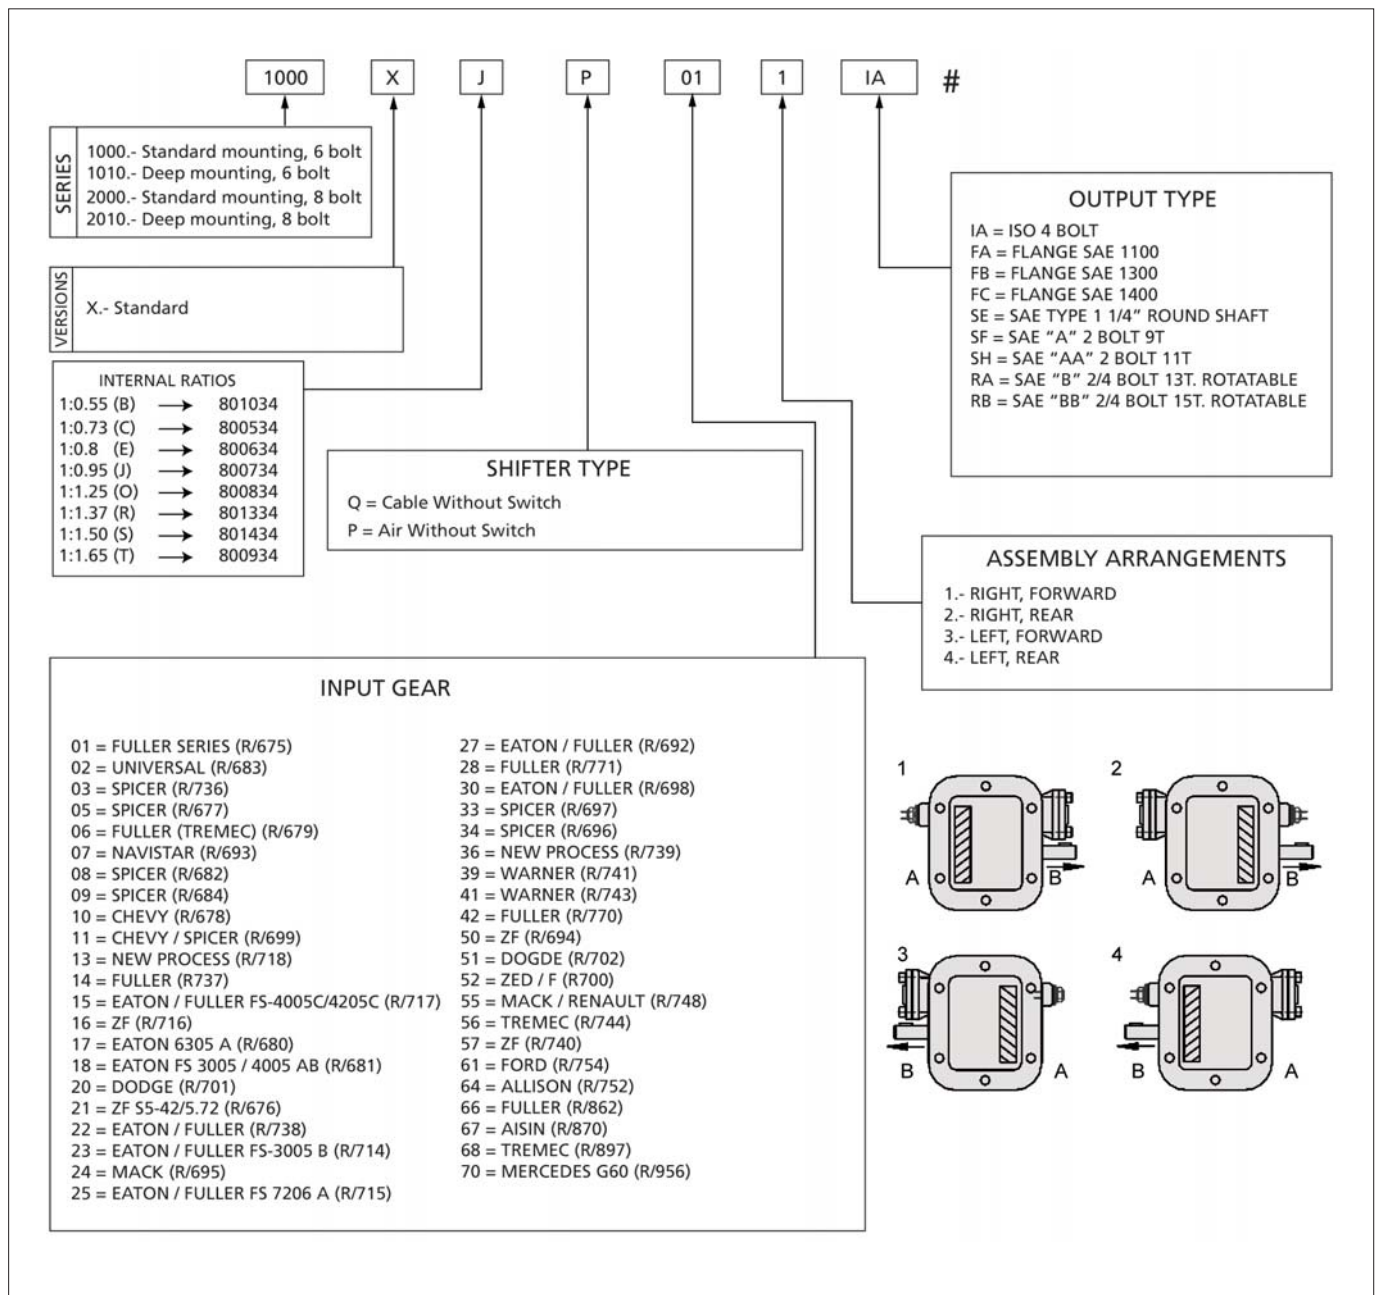 1000 X J P 01 1 IA #
SERIES
1000.- Standard mounting, 6 bolt
1010.- Deep mounting, 6 bolt
2000.- Standard mounting, 8 bolt
2010.- Deep mounting, 8 bolt
VERSIONS
X.- Standard
INTERNAL RATIOS
1:0.55 (B) → 801034
1:0.73 (C) → 800534
1:0.8 (E) → 800634
1:0.95 (J) → 800734
1:1.25 (O) → 800834
1:1.37 (R) → 801334
1:1.50 (S) → 801434
1:1.65 (T) → 800934
SHIFTER TYPE
Q = Cable Without Switch
P = Air Without Switch
OUTPUT TYPE
IA = ISO 4 BOLT
FA = FLANGE SAE 1100
FB = FLANGE SAE 1300
FC = FLANGE SAE 1400
SE = SAE TYPE 1 1/4” ROUND SHAFT
SF = SAE “A” 2 BOLT 9T
SH = SAE “AA” 2 BOLT 11T
RA = SAE “B” 2/4 BOLT 13T. ROTATABLE
RB = SAE “BB” 2/4 BOLT 15T. ROTATABLE
ASSEMBLY ARRANGEMENTS
1.- RIGHT, FORWARD
2.- RIGHT, REAR
3.- LEFT, FORWARD
4.- LEFT, REAR
INPUT GEAR
01 = FULLER SERIES (R/675)
02 = UNIVERSAL (R/683)
03 = SPICER (R/736)
05 = SPICER (R/677)
06 = FULLER (TREMEC) (R/679)
07 = NAVISTAR (R/693)
08 = SPICER (R/682)
09 = SPICER (R/684)
10 = CHEVY (R/678)
11 = CHEVY / SPICER (R/699)
13 = NEW PROCESS (R/718)
14 = FULLER (R737)
15 = EATON / FULLER FS-4005C/4205C (R/717)
16 = ZF (R/716)
17 = EATON 6305 A (R/680)
18 = EATON FS 3005 / 4005 AB (R/681)
20 = DODGE (R/701)
21 = ZF S5-42/5.72 (R/676)
22 = EATON / FULLER (R/738)
23 = EATON / FULLER FS-3005 B (R/714)
24 = MACK (R/695)
25 = EATON / FULLER FS 7206 A (R/715)
27 = EATON / FULLER (R/692)
28 = FULLER (R/771)
30 = EATON / FULLER (R/698)
33 = SPICER (R/697)
34 = SPICER (R/696)
36 = NEW PROCESS (R/739)
39 = WARNER (R/741)
41 = WARNER (R/743)
42 = FULLER (R/770)
50 = ZF (R/694)
51 = DOGDE (R/702)
52 = ZED / F (R700)
55 = MACK / RENAULT (R/748)
56 = TREMEC (R/744)
57 = ZF (R/740)
61 = FORD (R/754)
64 = ALLISON (R/752)
66 = FULLER (R/862)
67 = AISIN (R/870)
68 = TREMEC (R/897)
70 = MERCEDES G60 (R/956)
1 2
A B A B
3 4
B A B A